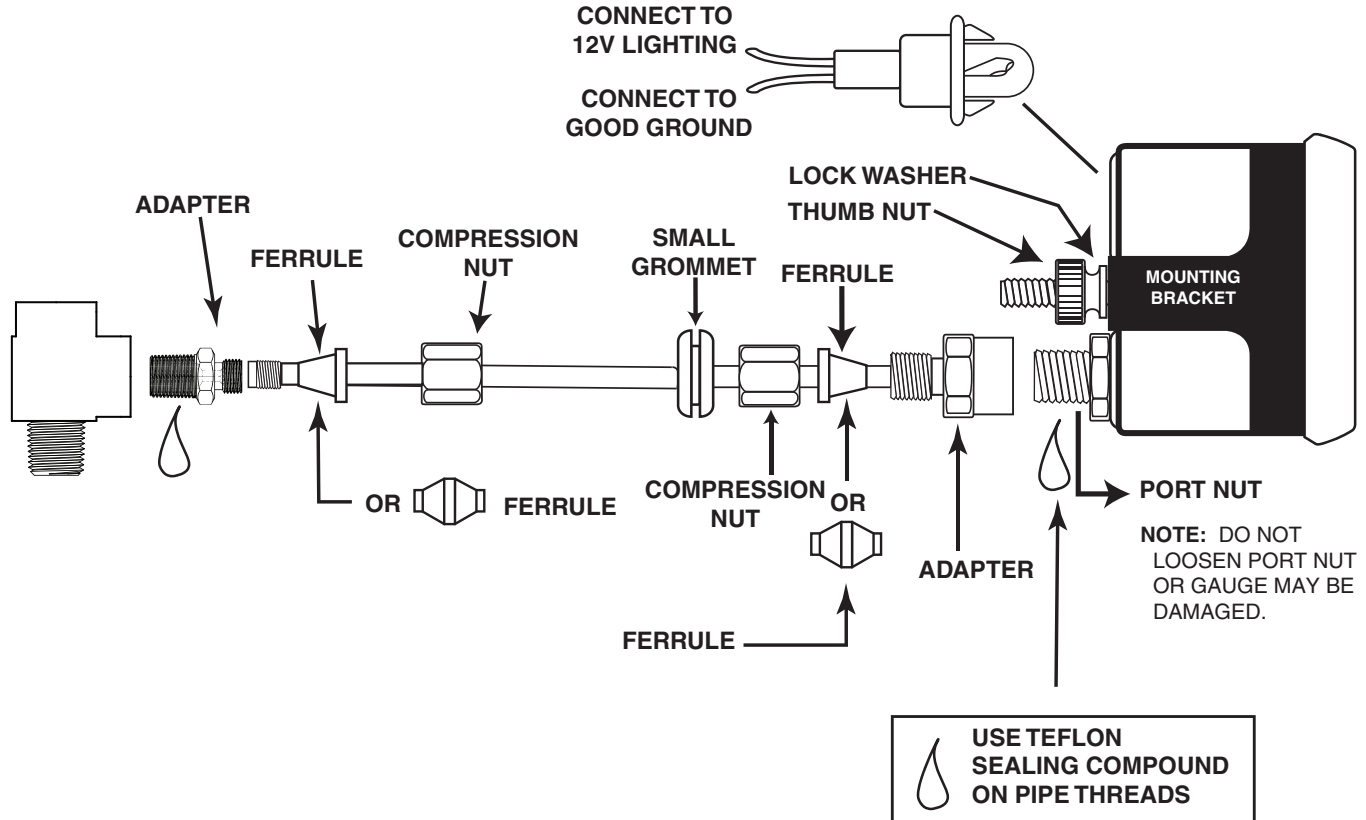 CONNECT TO
12V LIGHTING
CONNECT TO
GOOD GROUND
LOCK WASHER
THUMB NUT
ADAPTER
FERRULE
COMPRESSION
NUT
SMALL
GROMMET
FERRULE
MOUNTING
BRACKET
OR
FERRULE
COMPRESSION
NUT
OR
FERRULE
ADAPTER
PORT NUT
NOTE: DO NOT
LOOSEN PORT NUT
OR GAUGE MAY BE
DAMAGED.
USE TEFLON
SEALING COMPOUND
ON PIPE THREADS